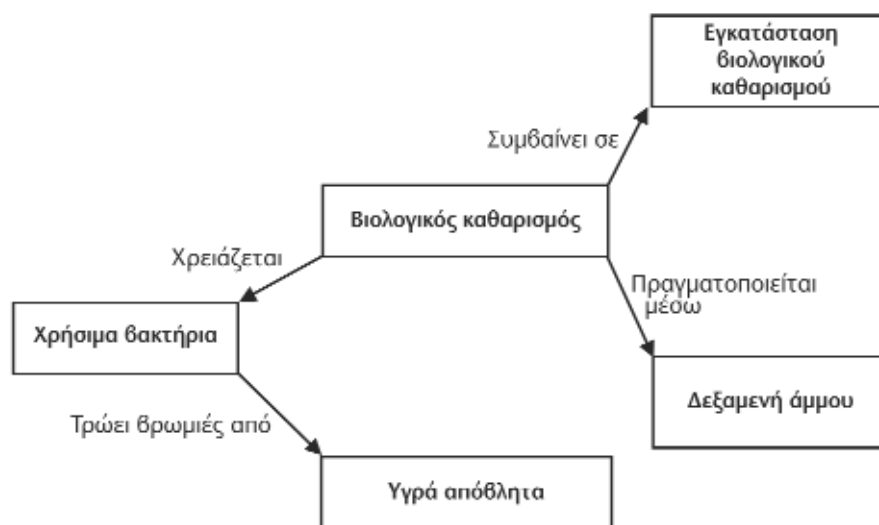 Εγκατάσταση
βιολογικού
καθαρισμού
Συμβαίνει σε
Βιολογικός καθαρισμός
Χρειάζεται
Πραγματοποιείται
μέσω
Χρήσιμα βακτήρια
Δεξαμενή άμμου
Τρώει βρωμιές από
Υγρά απόβλητα